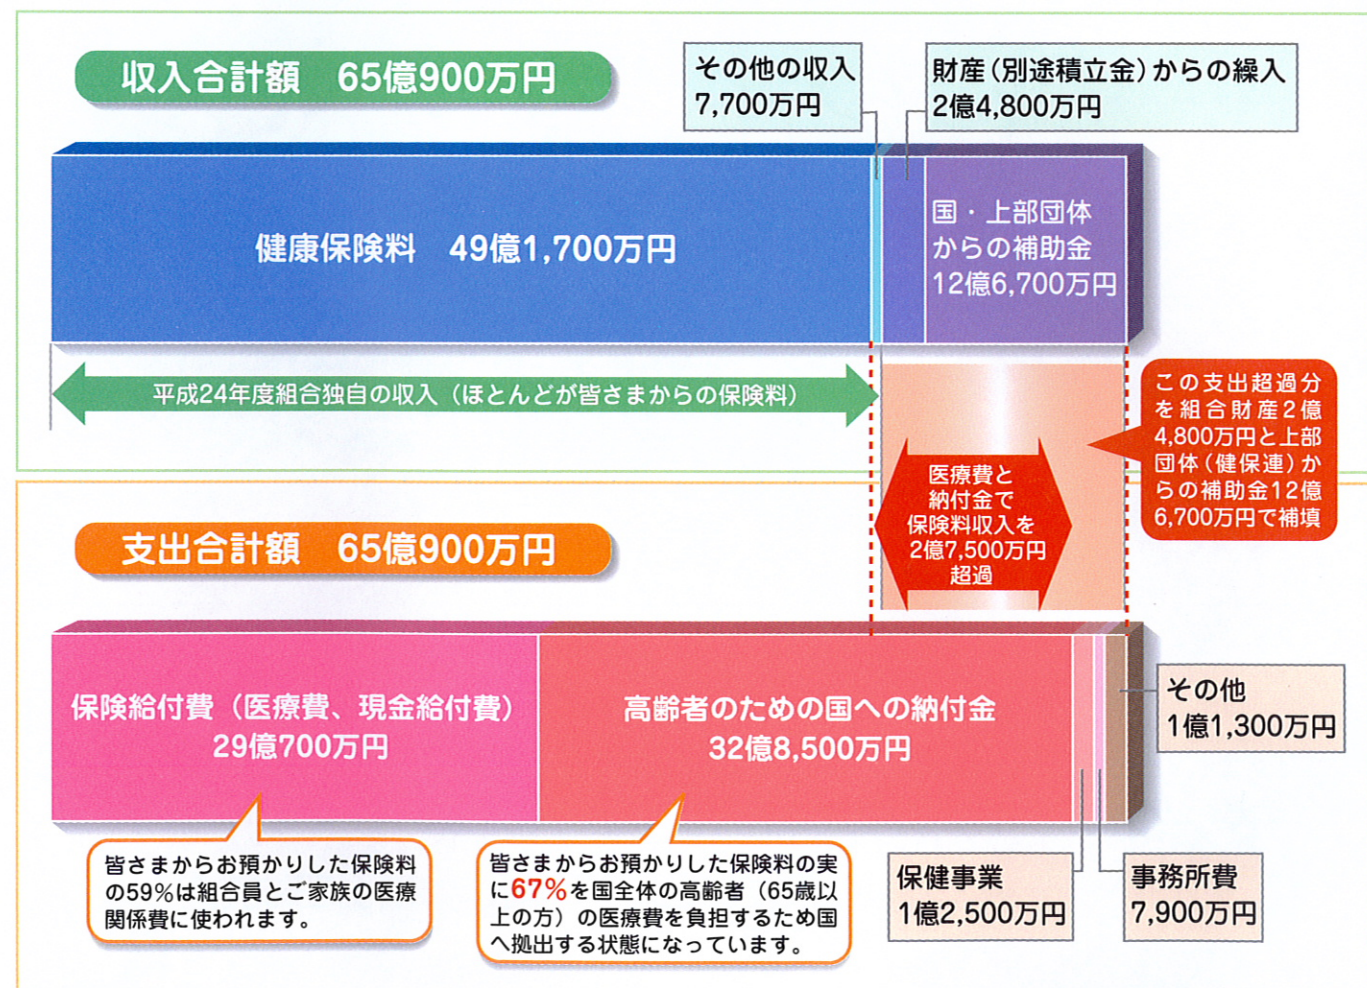 収入合計額　65億900万円
その他の収入
7,700万円
財産（別途積立金）からの繰入
2億4,800万円
健康保険料　49億1,700万円
国・上部団体
からの補助金
12億6,700万円
平成24年度組合独自の収入（ほとんどが皆さまからの保険料）
この支出超過分
を組合財産2億
4,800万円と上部
団体（健保連）か
らの補助金12億
6,700万円で補填
医療費と
納付金で
保険料収入を
2億7,500万円
超過
支出合計額　65億900万円
保険給付費（医療費、現金給付費）
29億700万円
高齢者のための国への納付金
32億8,500万円
その他
1億1,300万円
皆さまからお預かりした保険料
の59%は組合員とご家族の医療
関係費に使われます。
皆さまからお預かりした保険料の実
に67%を国全体の高齢者（65歳以
上の方）の医療費を負担するため国
へ拠出する状態になっています。
保健事業
1億2,500万円
事務所費
7,900万円